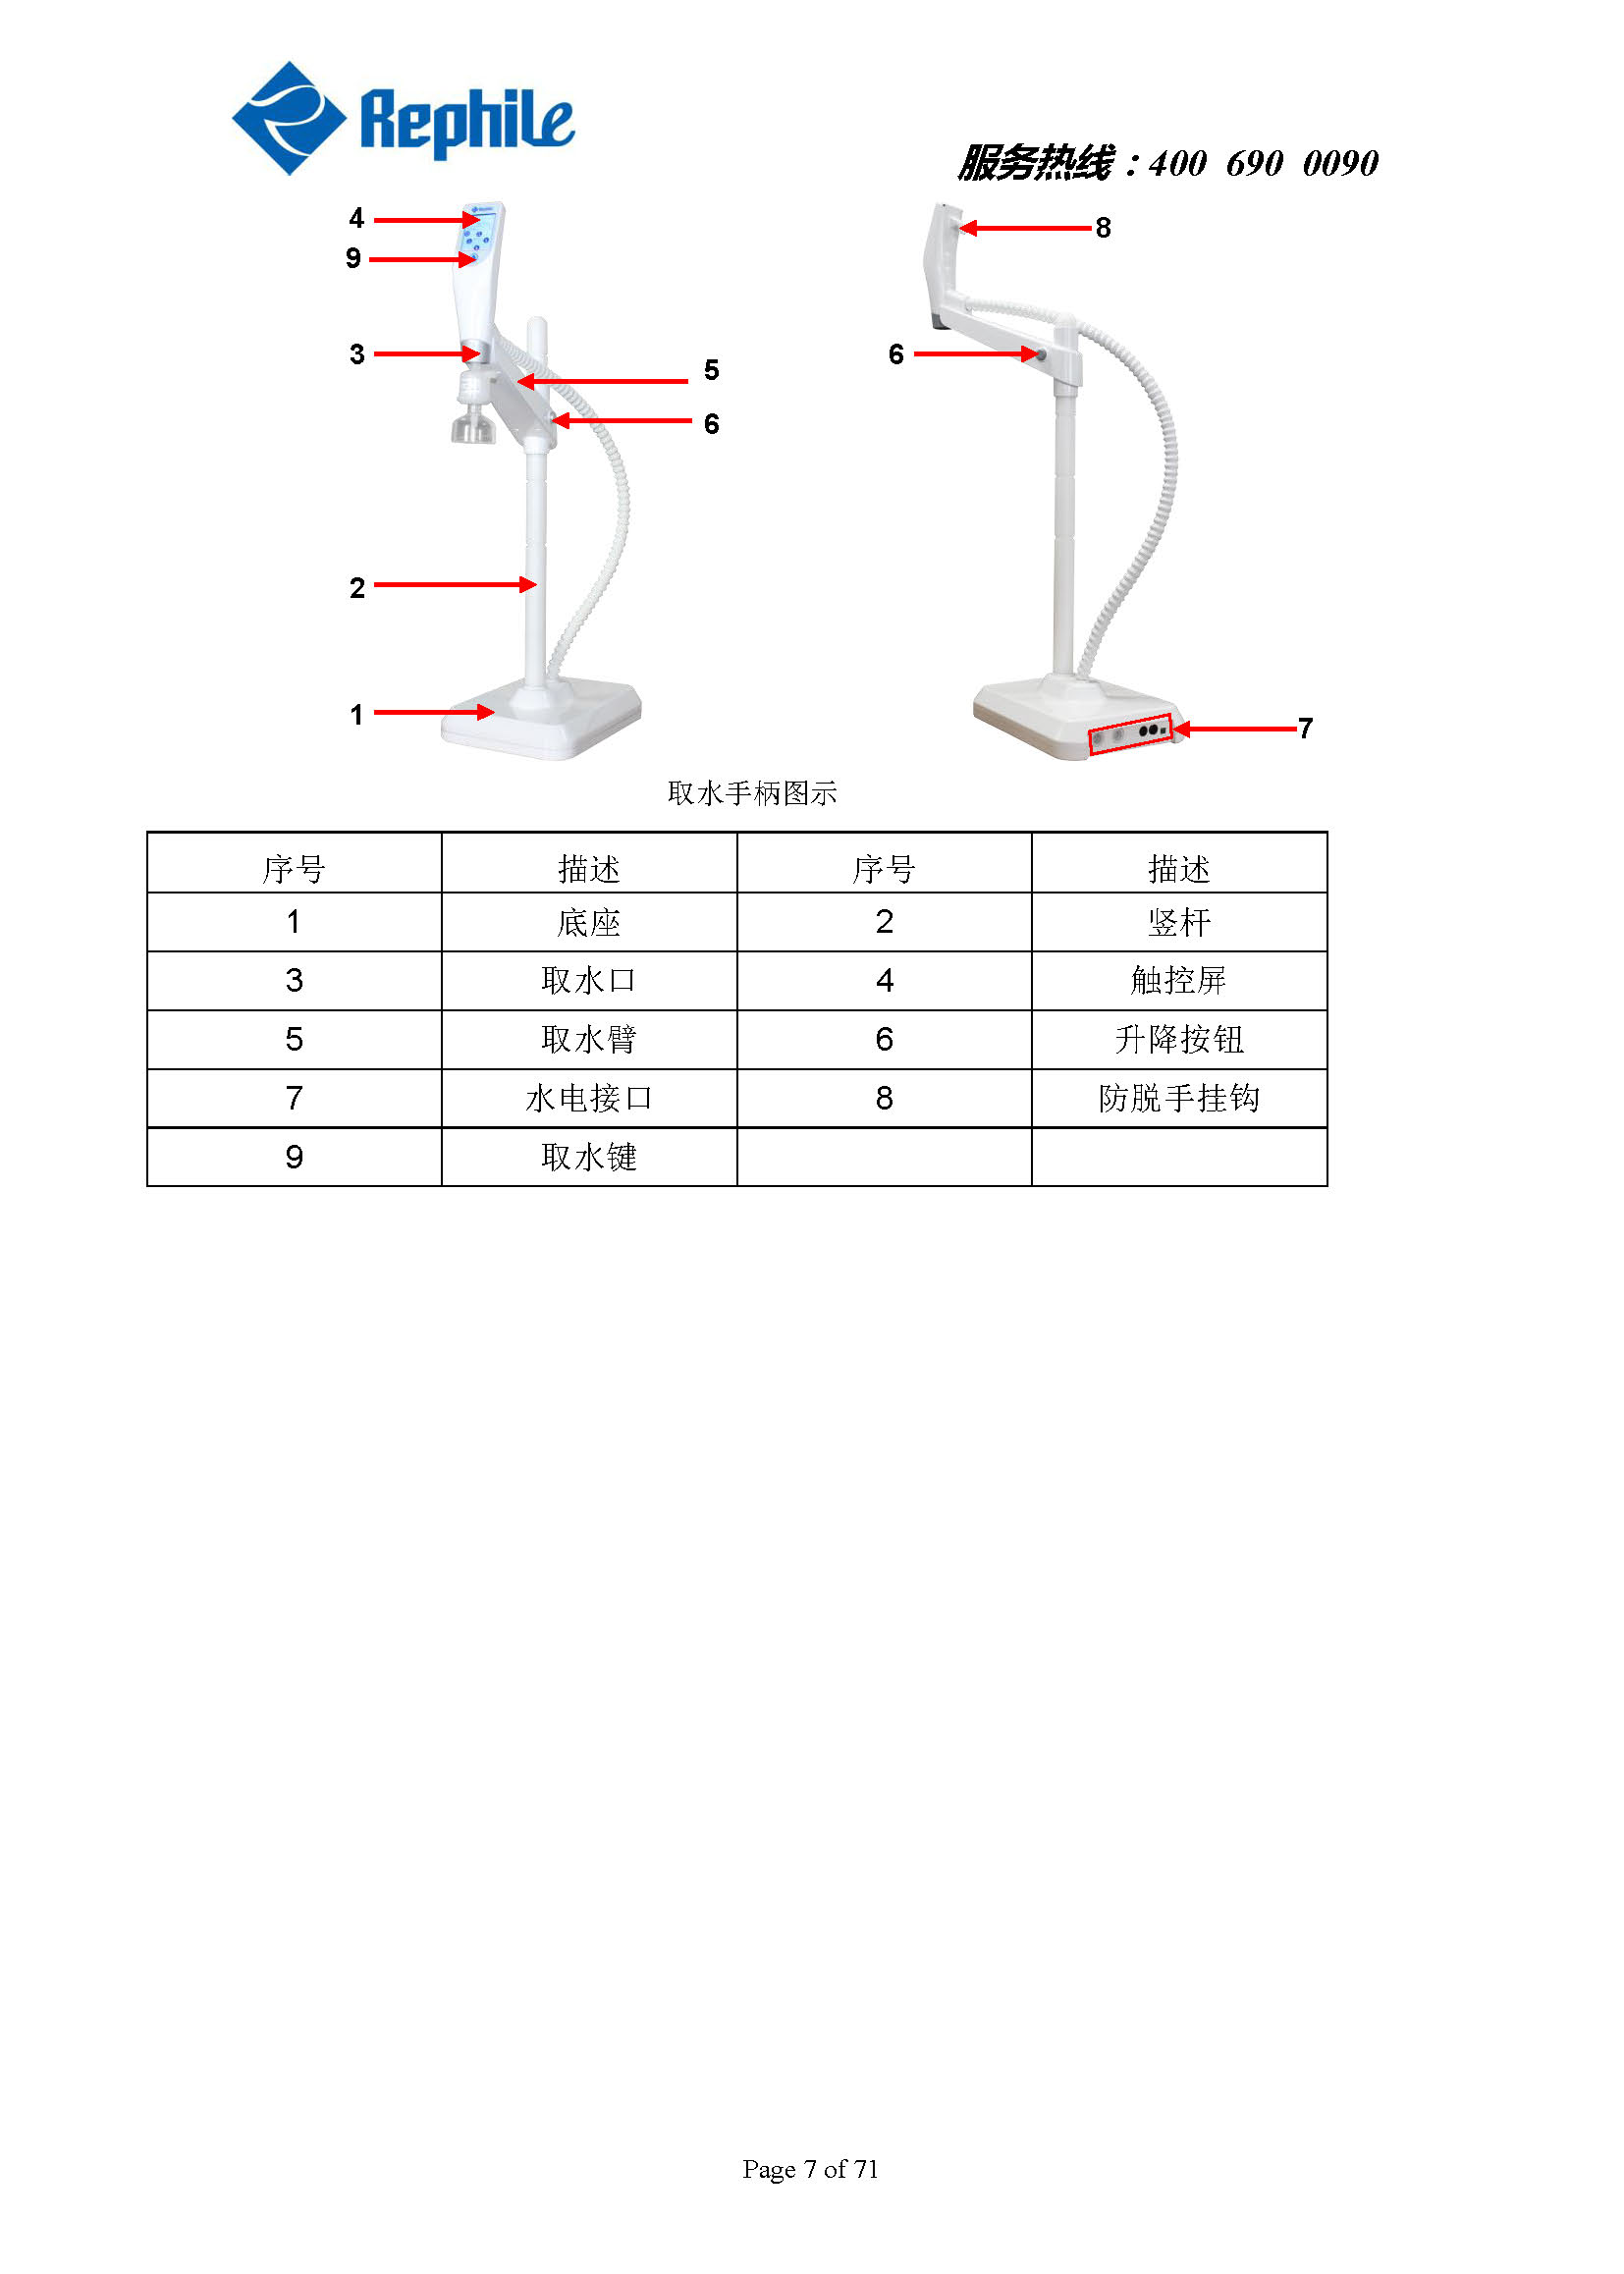 Rephile
服务热线：400 690 0090
4
8
9
3
6
5
6
2
1
7
取水手柄图示
序号 描述 序号 描述
1 底座 2 竖杆
3 取水口 4 触控屏
5 取水臂 6 升降按钮
7 水电接口 8 防脱手挂钩
9 取水键
Page 7 of 71